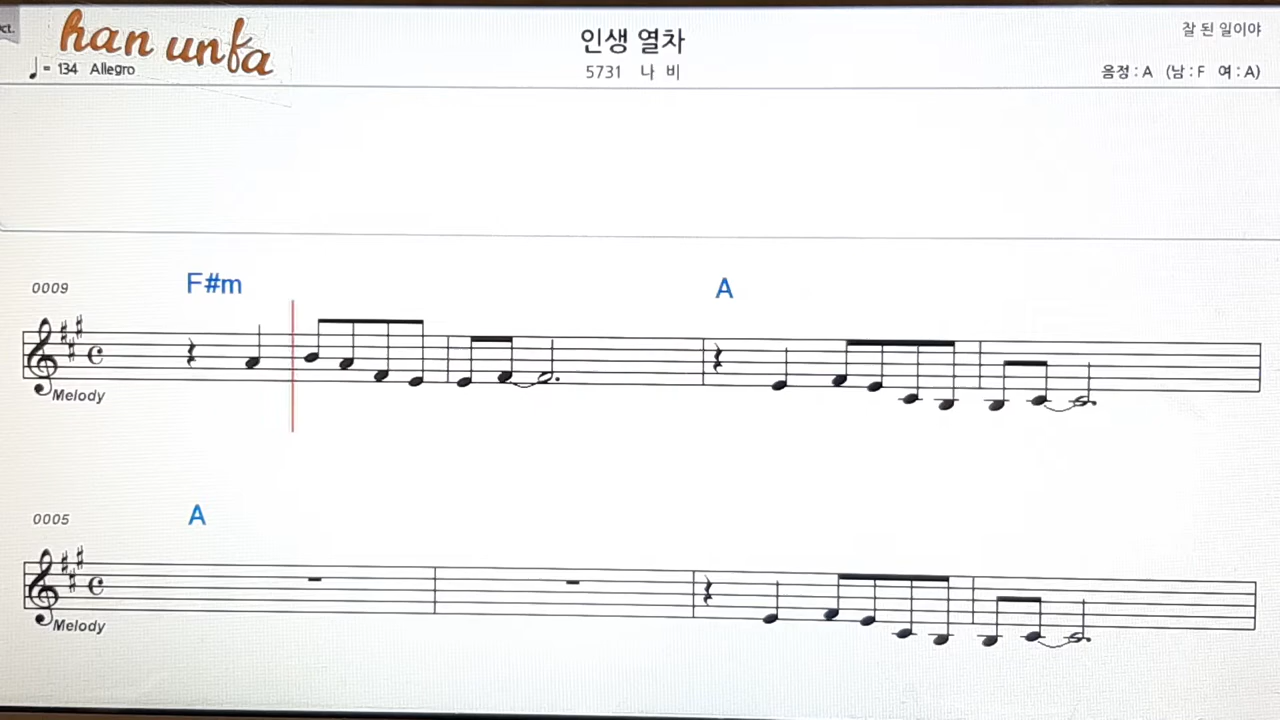 ct.
han unfa
인생 열차
잘 된 일이야
♩= 134 Allegro
5731 나 비
음정 : A (남 : F 여 : A)
0009
F#m
A
Melody
0005
A
Melody